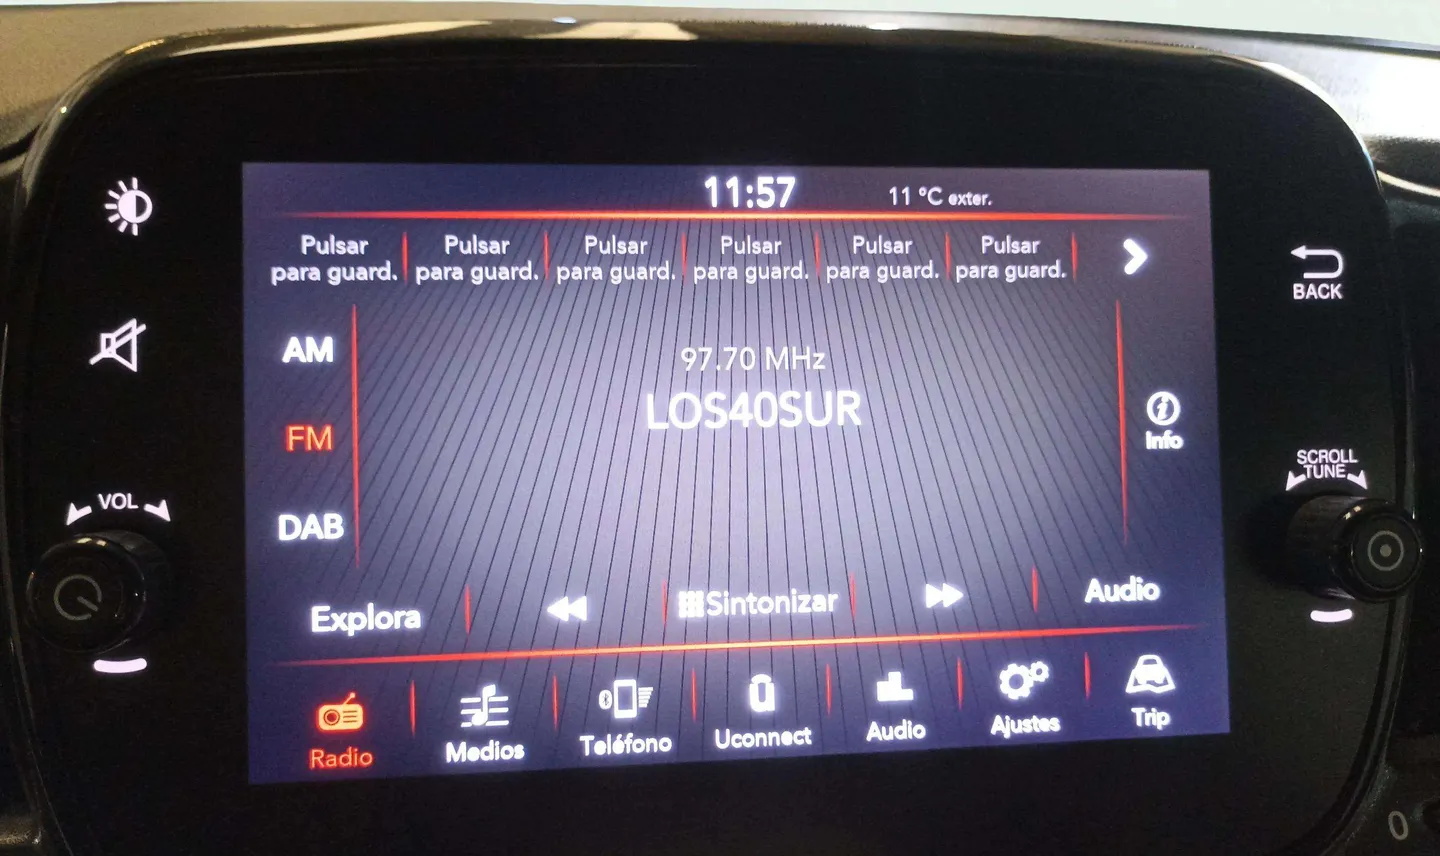 11:57
11 °C exter.
Pulsar
para guard.
Pulsar
para guard.
Pulsar
para guard.
Pulsar
para guard.
Pulsar
para guard.
Pulsar
para guard.
BACK
AM
97.70 MHz
LOS40SUR
FM
Info
SCROLL
TUNE
VOL
DAB
Explora
Sintonizar
Audio
Radio
Medios
Teléfono
Uconnect
Audio
Ajustes
Trip
0